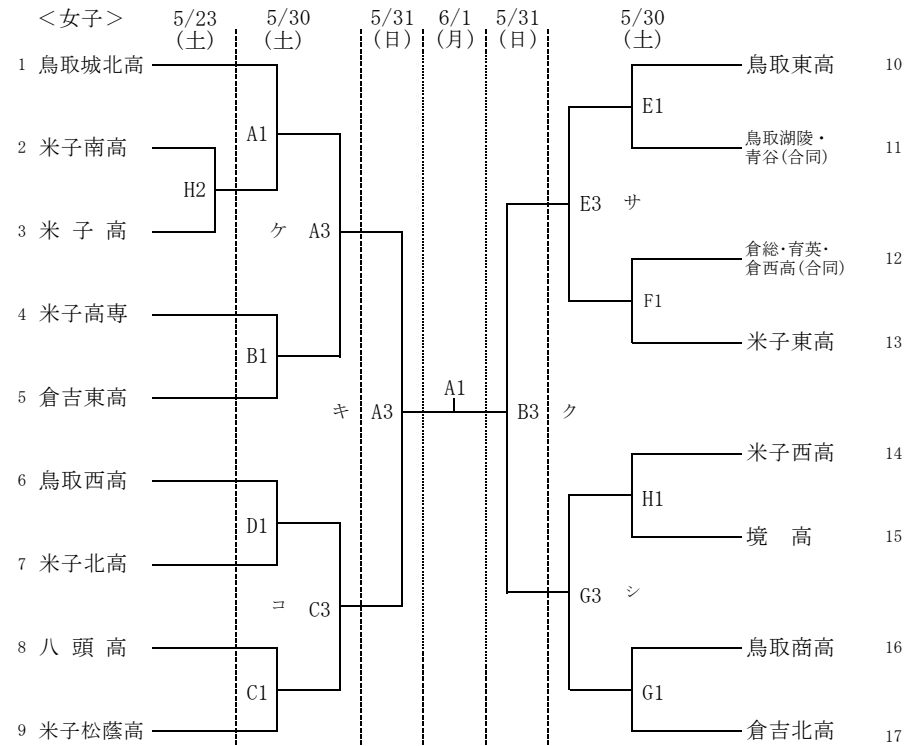 ＜女子＞ 5/23 5/30 5/31 6/1 5/31 5/30
(土) (土) (日) (月) (日) (土)
1 鳥取城北高
2 米子南高
3 米 子 高
4 米子高専
5 倉吉東高
6 鳥取西高
7 米子北高
8 八 頭 高
9 米子松蔭高
H2
A1
B1
D1
C1
ケ A3
コ C3
キ A3
A1
B3 ク
E3 サ
G3 シ
E1
F1
H1
G1
鳥取東高 10
鳥取湖陵・
青谷(合同) 11
倉総・育英・
倉西高(合同) 12
米子東高 13
米子西高 14
境 高 15
鳥取商高 16
倉吉北高 17